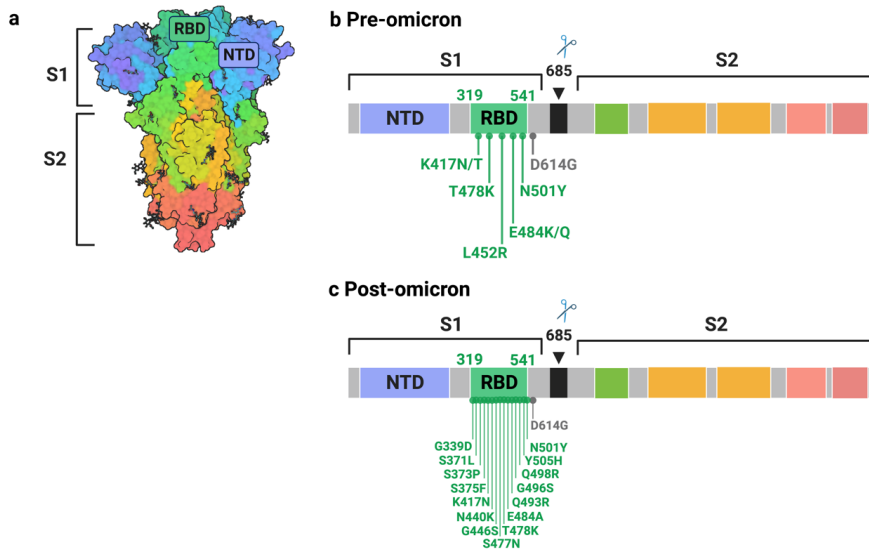 a
RBD
NTD
S1
S2
b Pre-omicron
S1
S2
685
319
541
NTD
RBD
K417N/T
D614G
T478K
N501Y
E484K/Q
L452R
c Post-omicron
S1
S2
685
319
541
NTD
RBD
D614G
G339D
N501Y
S371L
Y505H
S373P
Q498R
S375F
G496S
K417N
Q493R
N440K
E484A
G446S
T478K
S477N